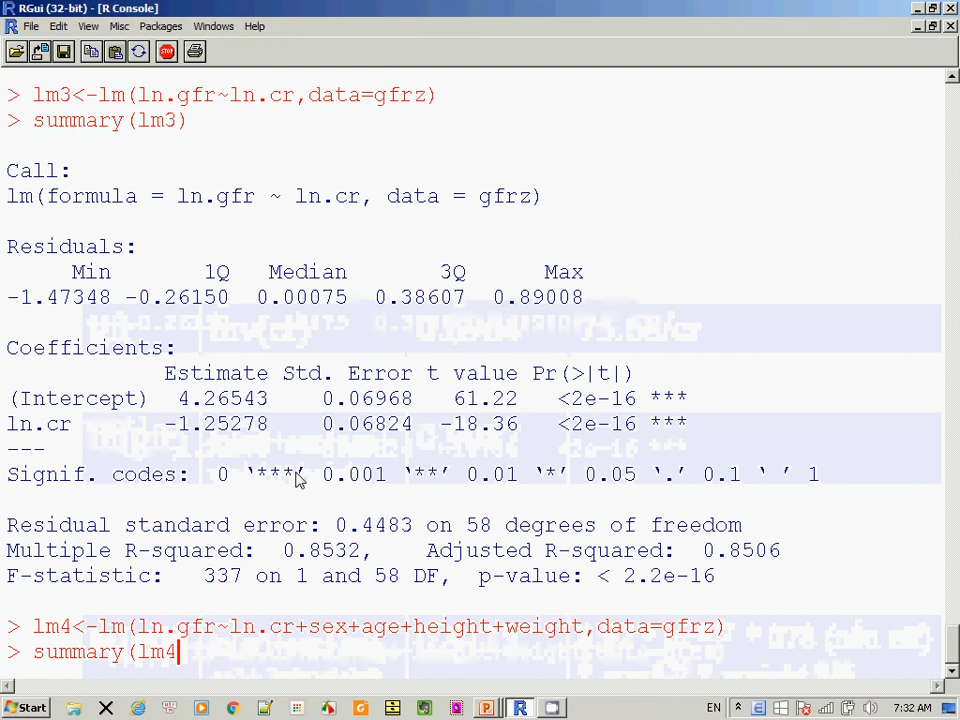 RGui (32-bit) - [R Console]
File Edit View Misc Packages Windows Help
STOP
> lm3<-lm(ln.gfr~ln.cr,data=gfrz)
> summary(lm3)
Call:
lm(formula = ln.gfr ~ ln.cr, data = gfrz)
Residuals:
Min 1Q Median 3Q Max
-1.47348 -0.26150 0.00075 0.38607 0.89008
Coefficients:
Estimate Std. Error t value Pr(>|t|)
(Intercept) 4.26543 0.06968 61.22 <2e-16 ***
ln.cr -1.25278 0.06824 -18.36 <2e-16 ***
---
Signif. codes: 0 ‘***’ 0.001 ‘**’ 0.01 ‘*’ 0.05 ‘.’ 0.1 ‘ ’ 1
Residual standard error: 0.4483 on 58 degrees of freedom
Multiple R-squared: 0.8532, Adjusted R-squared: 0.8506
F-statistic: 337 on 1 and 58 DF, p-value: < 2.2e-16
> lm4<-lm(ln.gfr~ln.cr+sex+age+height+weight,data=gfrz)
> summary(lm4
Start EN 7:32 AM